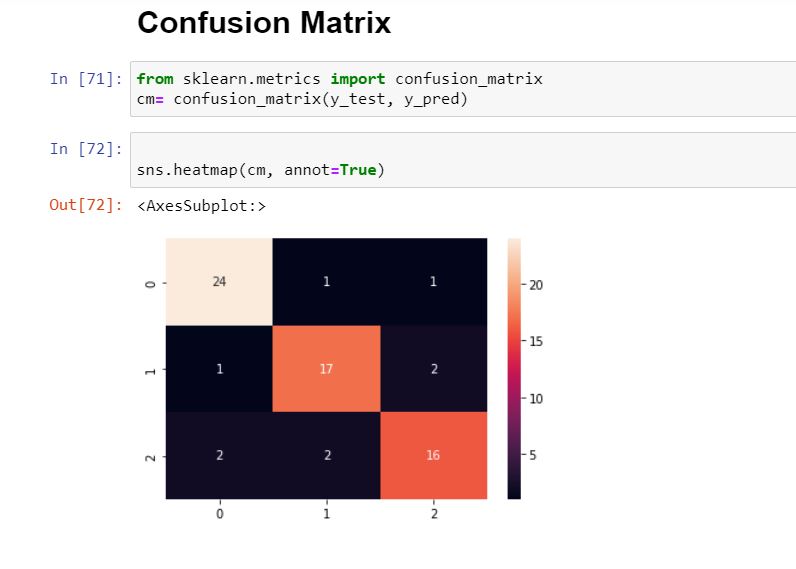 Confusion Matrix
In [71]: from sklearn.metrics import confusion_matrix
cm= confusion_matrix(y_test, y_pred)
In [72]:
sns.heatmap(cm, annot=True)
Out[72]: <AxesSubplot:>
0 24 1 1
1 1 17 2
2 2 2 16
0 1 2
20
15
10
5